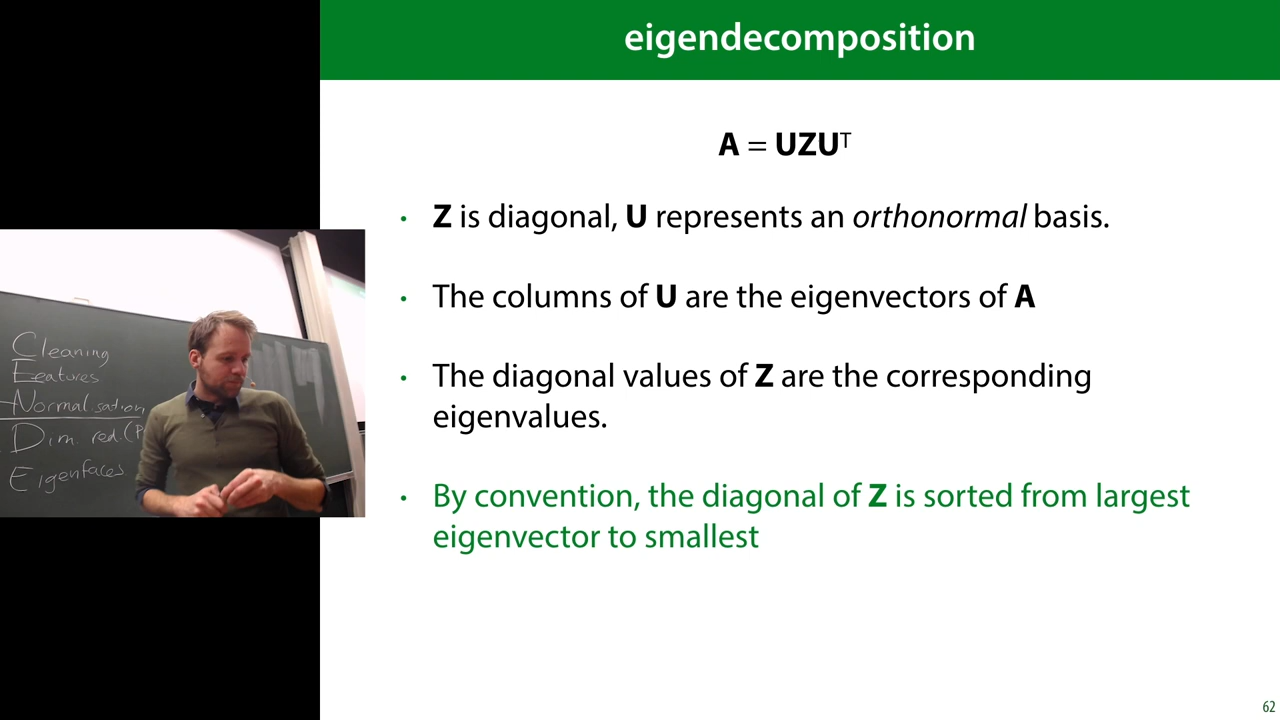 eigendecomposition
A = UZUᵀ
• Z is diagonal, U represents an orthonormal basis.
• The columns of U are the eigenvectors of A
• The diagonal values of Z are the corresponding
eigenvalues.
• By convention, the diagonal of Z is sorted from largest
eigenvector to smallest
62
Cleaning
Features
Normalisation
Dim. red. (P
Eigenfaces